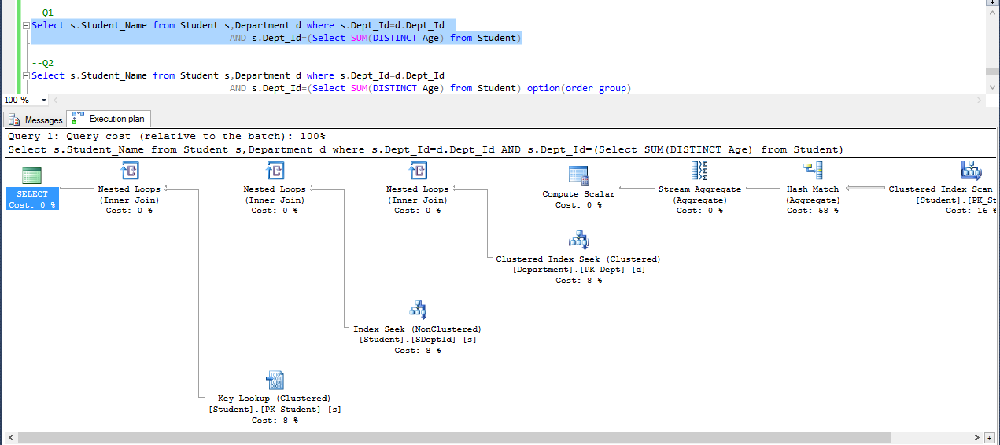 --Q1
Select s.Student_Name from Student s,Department d where s.Dept_Id=d.Dept_Id
AND s.Dept_Id=(Select SUM(DISTINCT Age) from Student)
--Q2
Select s.Student_Name from Student s,Department d where s.Dept_Id=d.Dept_Id
AND s.Dept_Id=(Select SUM(DISTINCT Age) from Student) option(order group)
100 %
Messages
Execution plan
Query 1: Query cost (relative to the batch): 100%
Select s.Student_Name from Student s,Department d where s.Dept_Id=d.Dept_Id AND s.Dept_Id=(Select SUM(DISTINCT Age) from Student)
SELECT
Cost: 0 %
Nested Loops
(Inner Join)
Cost: 0 %
Nested Loops
(Inner Join)
Cost: 0 %
Nested Loops
(Inner Join)
Cost: 0 %
Compute Scalar
Cost: 0 %
Stream Aggregate
(Aggregate)
Cost: 0 %
Hash Match
(Aggregate)
Cost: 58 %
Clustered Index Scan
[Student].[PK_St
Cost: 16 %
Clustered Index Seek (Clustered)
[Department].[PK_Dept] [d]
Cost: 8 %
Index Seek (NonClustered)
[Student].[SDeptId] [s]
Cost: 8 %
Key Lookup (Clustered)
[Student].[PK_Student] [s]
Cost: 8 %